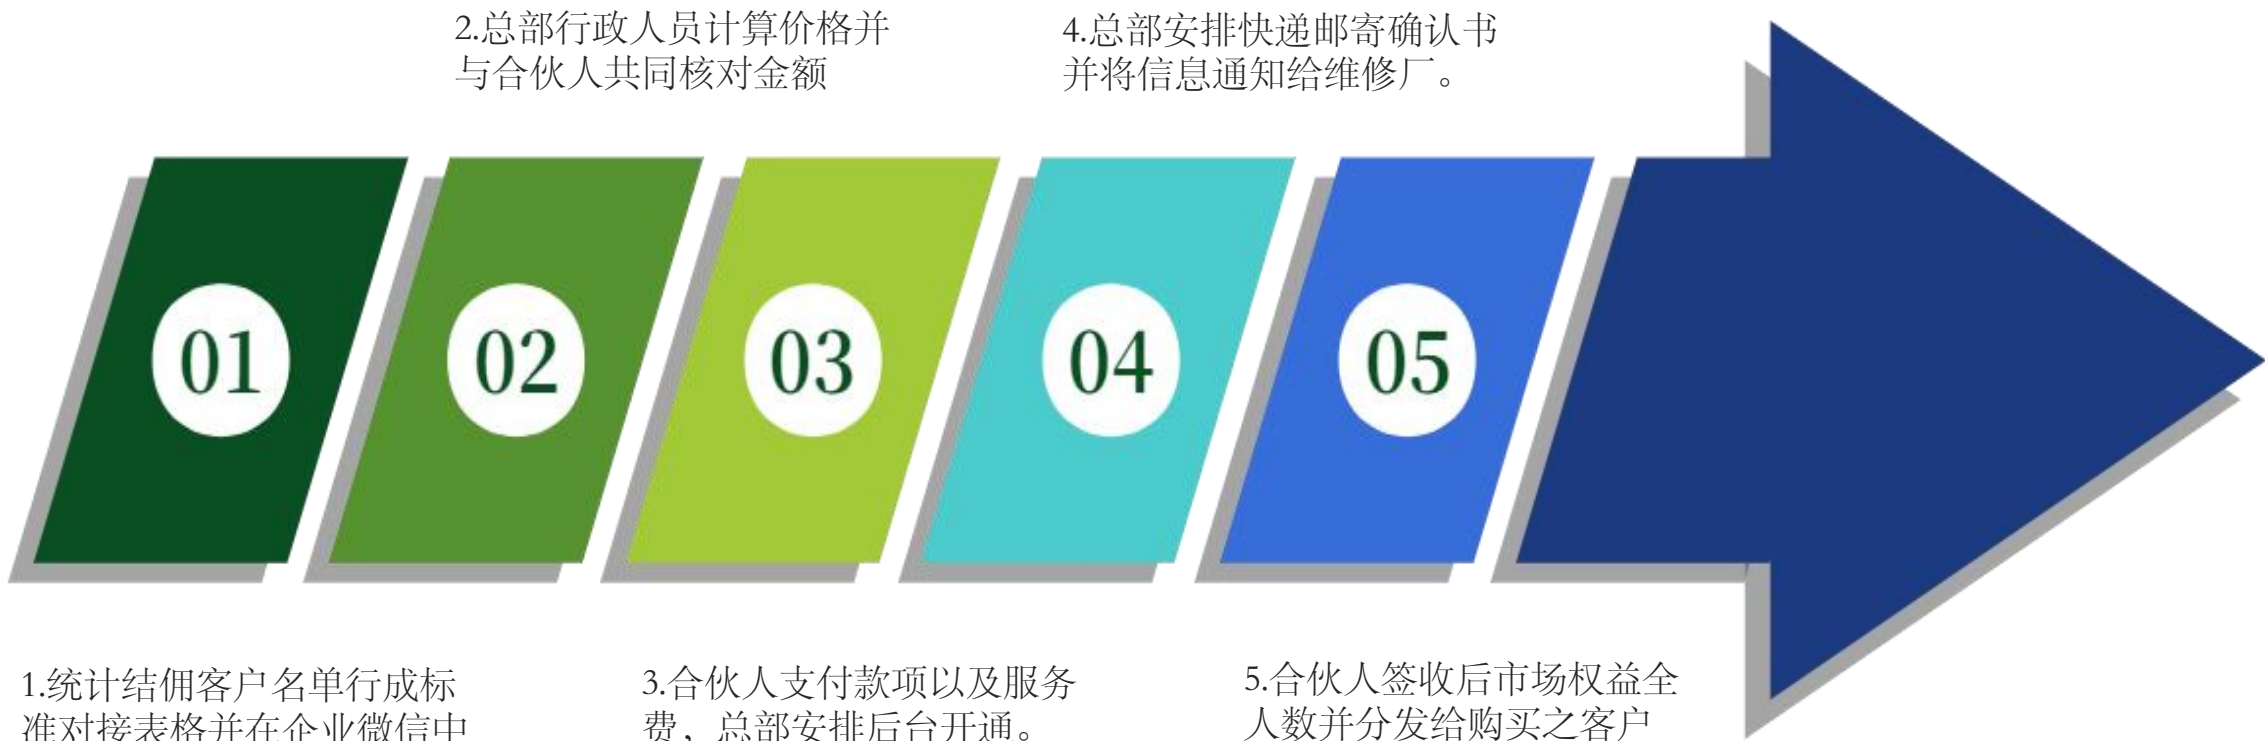 2.总部行政人员计算价格并
与合伙人共同核对金额
4.总部安排快递邮寄确认书
并将信息通知给维修厂。
01
02
03
04
05
1.统计结佣客户名单行成标
准对接表格并在企业微信中
3.合伙人支付款项以及服务
费，总部安排后台开通。
5.合伙人签收后市场权益全
人数并分发给购买之客户